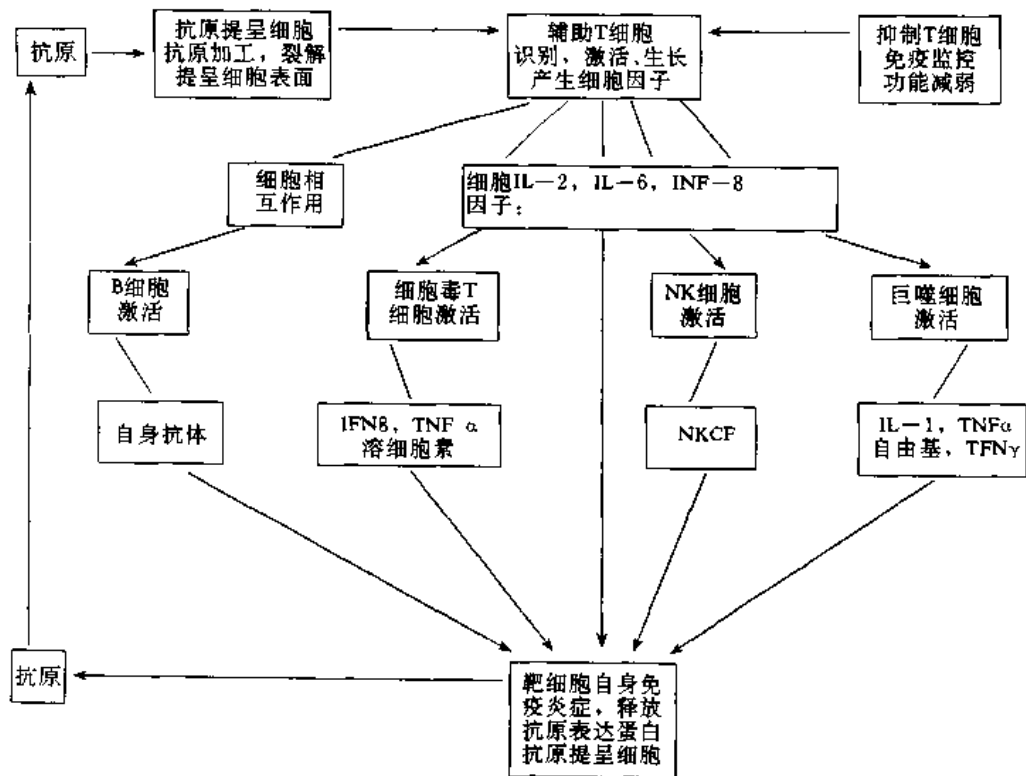 抗原
抗原提呈细胞
抗原加工，裂解
提呈细胞表面
辅助T细胞
识别、激活、生长
产生细胞因子
抑制T细胞
免疫监控
功能减弱
细胞相
互作用
细胞IL－2，IL－6，INF－8
因子：
B细胞
激活
细胞毒T
细胞激活
NK细胞
激活
巨噬细胞
激活
自身抗体
IFN8，TNF α
溶细胞素
NKCF
IL－1，TNFα
自由基，TFNγ
抗原
靶细胞自身免
疫炎症，释放
抗原表达蛋白
抗原提呈细胞